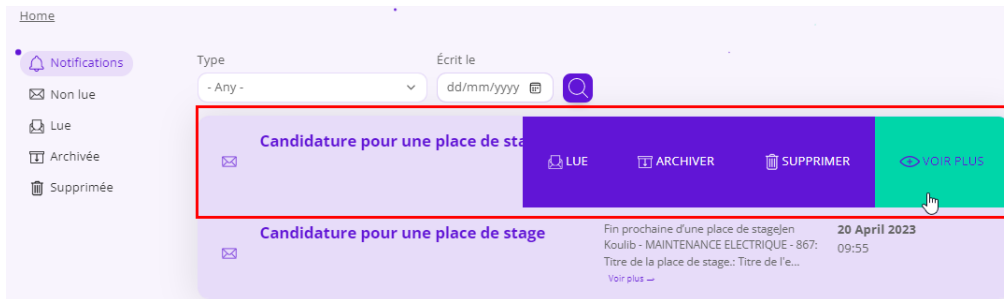 Home
Notifications
Non lue
Lue
Archivée
Supprimée
Type
Écrit le
- Any -
dd/mm/yyyy
Candidature pour une place de sta
LUE
ARCHIVER
SUPPRIMER
VOIR PLUS
Candidature pour une place de stage
Fin prochaine d'une place de stageJen
Koulib - MAINTENANCE ELECTRIQUE - 867:
Titre de la place de stage.: Titre de l'e...
Voir plus
20 April 2023
09:55